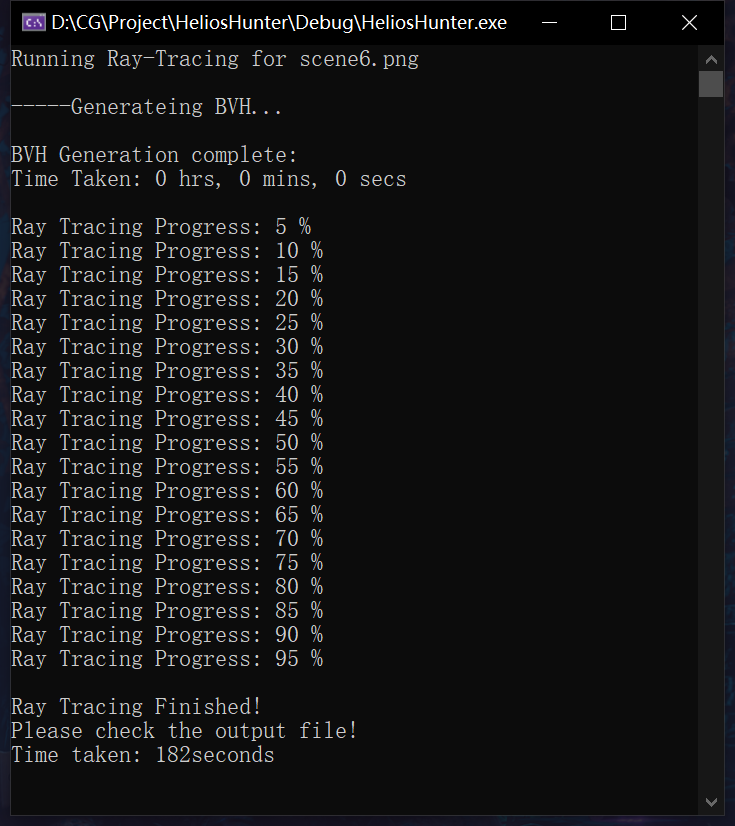 D:\CG\Project\HeliosHunter\Debug\HeliosHunter.exe
Running Ray-Tracing for scene6.png
-----Generateing BVH...
BVH Generation complete:
Time Taken: 0 hrs, 0 mins, 0 secs
Ray Tracing Progress: 5 %
Ray Tracing Progress: 10 %
Ray Tracing Progress: 15 %
Ray Tracing Progress: 20 %
Ray Tracing Progress: 25 %
Ray Tracing Progress: 30 %
Ray Tracing Progress: 35 %
Ray Tracing Progress: 40 %
Ray Tracing Progress: 45 %
Ray Tracing Progress: 50 %
Ray Tracing Progress: 55 %
Ray Tracing Progress: 60 %
Ray Tracing Progress: 65 %
Ray Tracing Progress: 70 %
Ray Tracing Progress: 75 %
Ray Tracing Progress: 80 %
Ray Tracing Progress: 85 %
Ray Tracing Progress: 90 %
Ray Tracing Progress: 95 %
Ray Tracing Finished!
Please check the output file!
Time taken: 182seconds